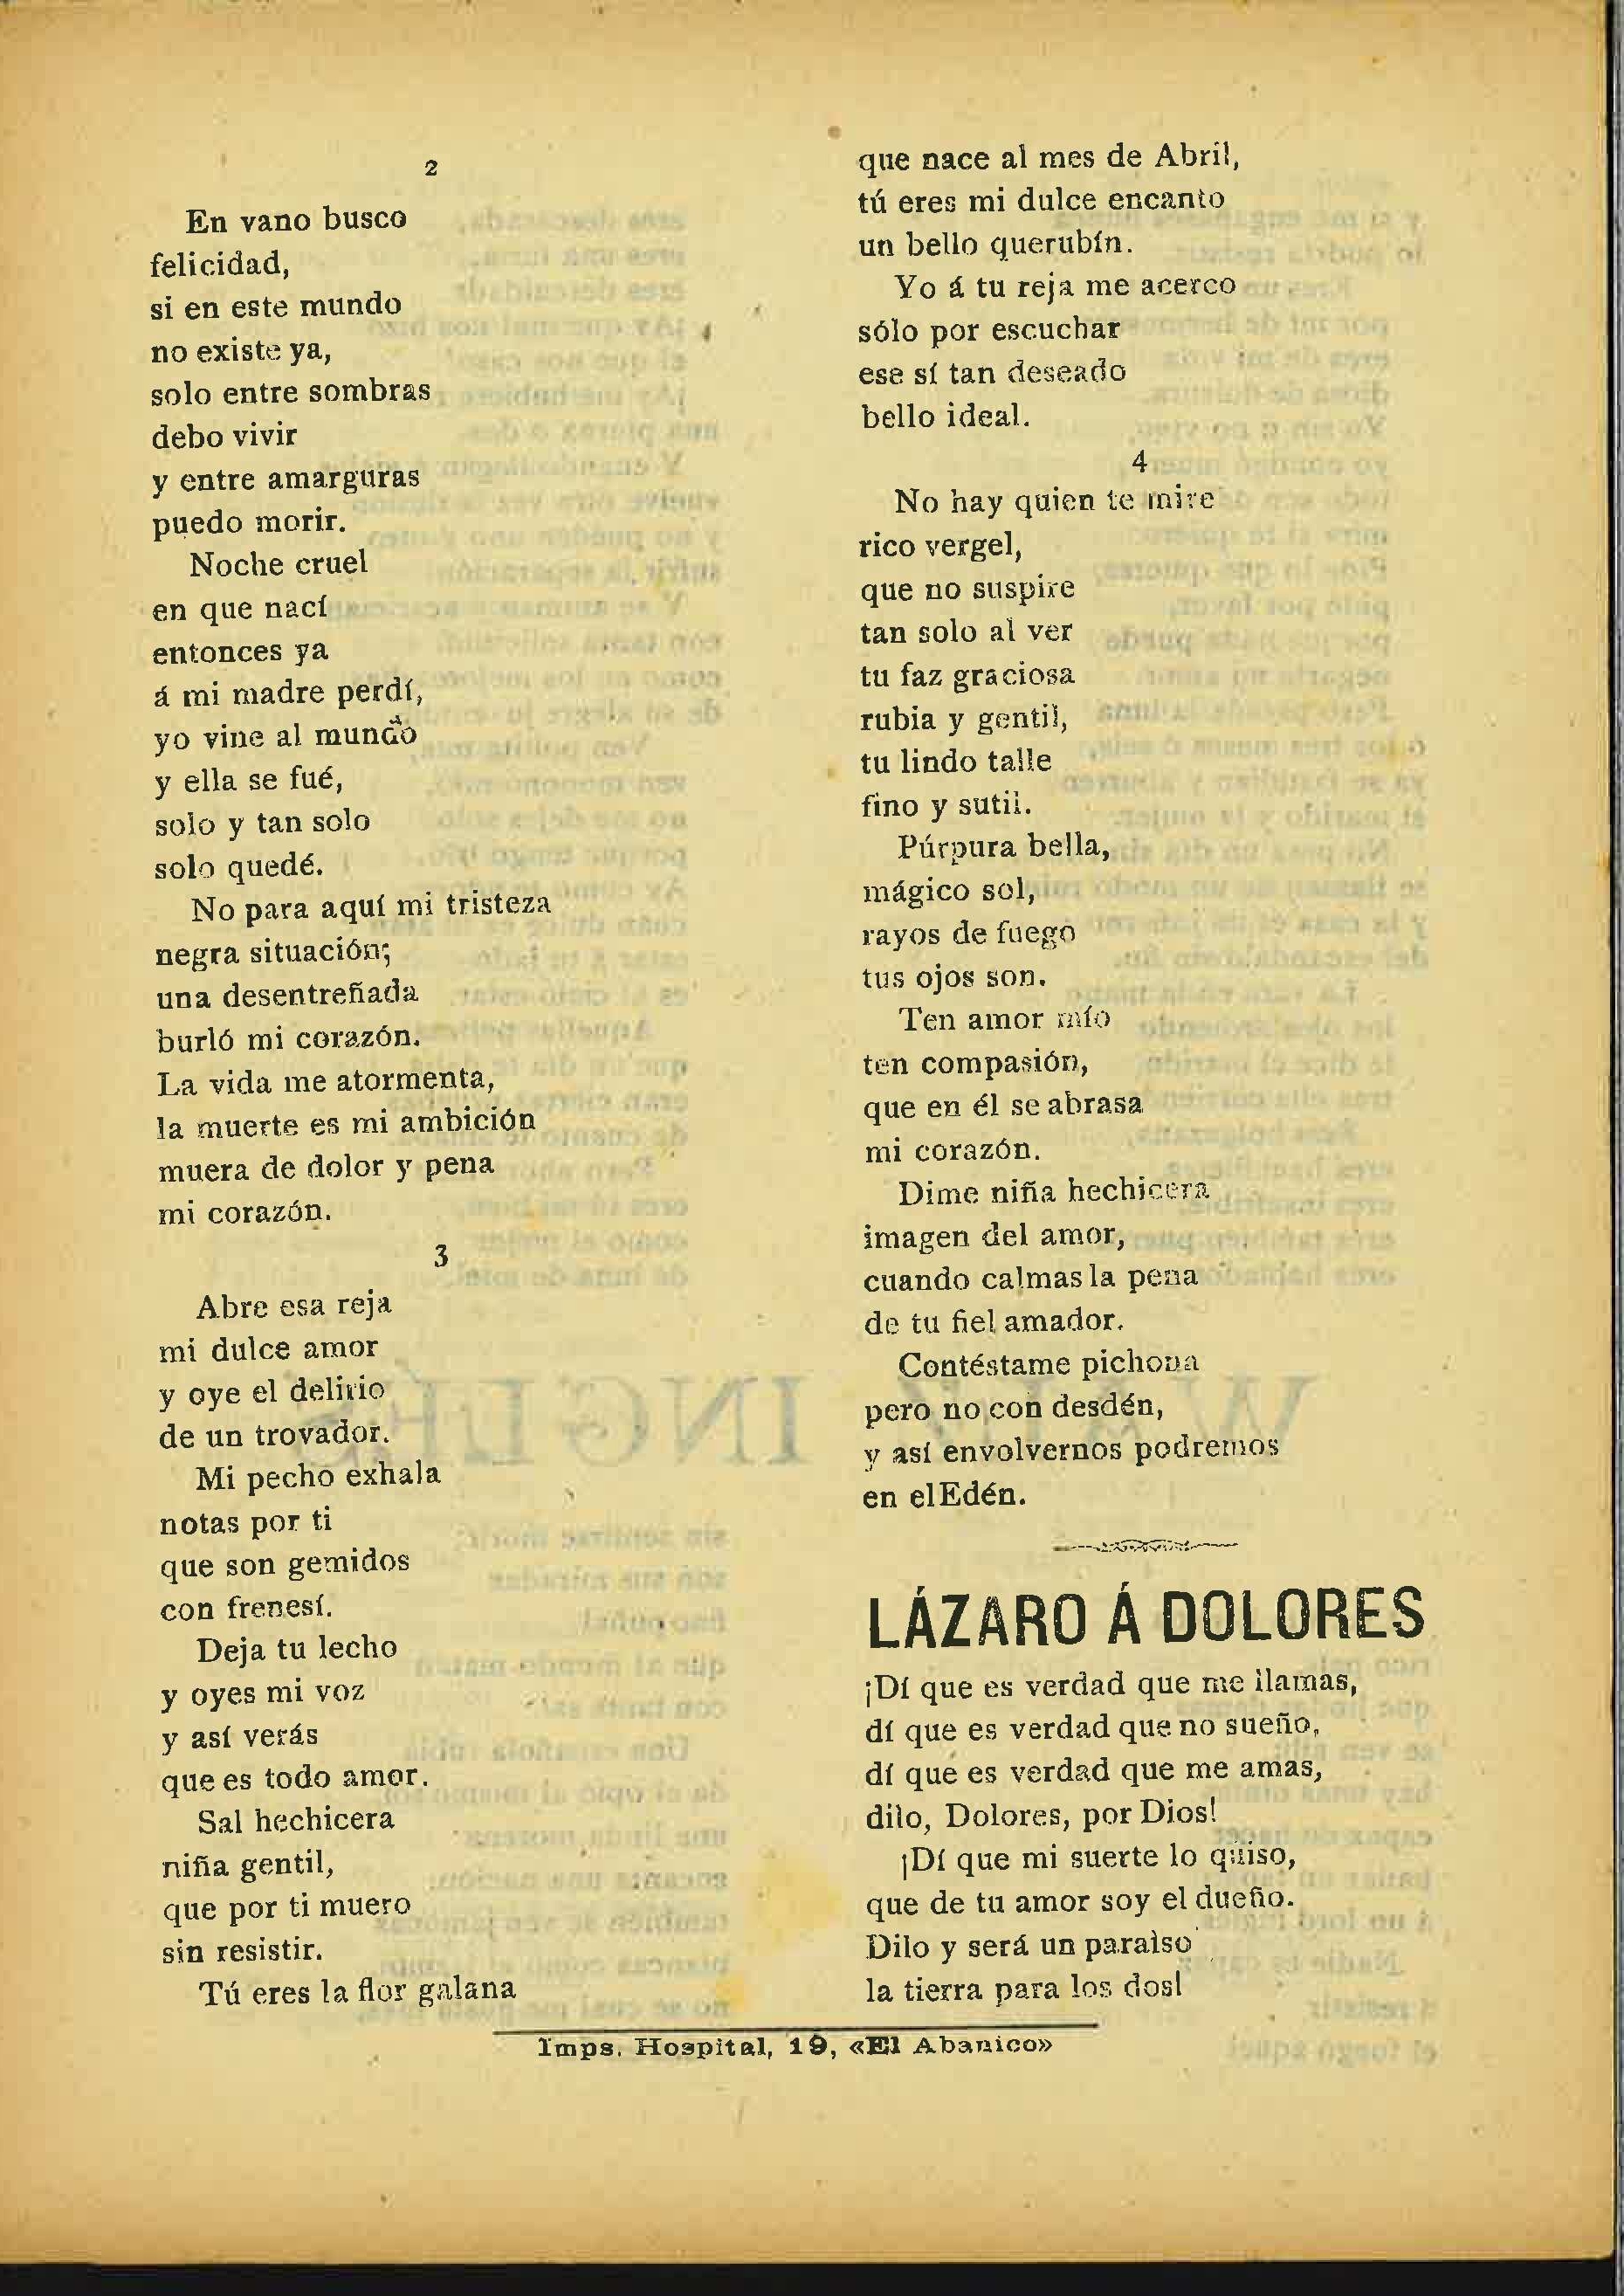 2
En vano busco
felicidad,
si en este mundo
no existe ya,
solo entre sombras
debo vivir
y entre amarguras
puedo morir.
Noche cruel
en que nací
entonces ya
á mi madre perdí,
yo vine al mundo
y ella se fué,
solo y tan solo
solo quedé.
No para aquí mi tristeza
negra situación;
una desentreñada
burló mi corazón.
La vida me atormenta,
la muerte es mi ambición
muera de dolor y pena
mi corazón.
3
Abre esa reja
mi dulce amor
y oye el delirio
de un trovador.
Mi pecho exhala
notas por ti
que son gemidos
con frenesí.
Deja tu lecho
y oyes mi voz
y así verás
que es todo amor.
Sal hechicera
niña gentil,
que por ti muero
sin resistir.
Tú eres la flor galana
que nace al mes de Abril,
tú eres mi dulce encanto
un bello querubín.
Yo á tu reja me acerco
sólo por escuchar
ese sí tan deseado
bello ideal.
4
No hay quien te mire
rico vergel,
que no suspire
tan solo al ver
tu faz graciosa
rubia y gentil,
tu lindo talle
fino y sutil.
Púrpura bella,
mágico sol,
rayos de fuego
tus ojos son.
Ten amor mío
ten compasión,
que en él se abrasa
mi corazón.
Dime niña hechicera
imagen del amor,
cuando calmas la pena
de tu fiel amador.
Contéstame pichona
pero no con desdén,
y así envolvernos podremos
en el Edén.
LÁZARO Á DOLORES
¡Dí que es verdad que me llamas,
dí que es verdad que no sueño,
dí que es verdad que me amas,
dilo, Dolores, por Dios!
¡Dí que mi suerte lo quiso,
que de tu amor soy el dueño.
Dilo y será un paraìso
la tierra para los dos!
Imps. Hospital, 19, «El Abanico»